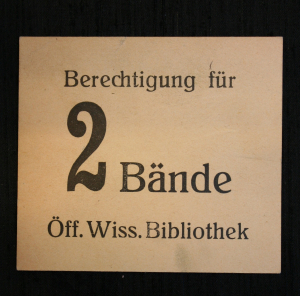 Berechtigung für
2 Bände
Öff. Wiss. Bibliothek